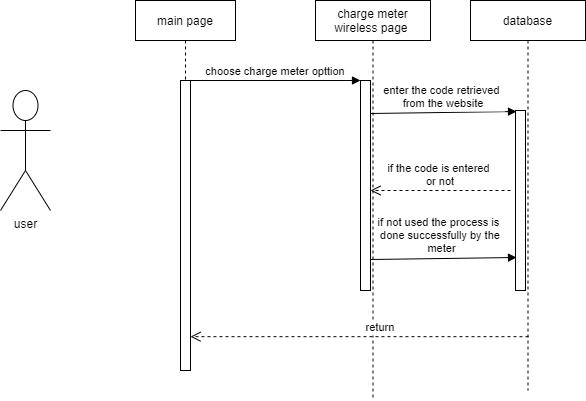 main page
charge meter
wireless page
database
choose charge meter opttion
enter the code retrieved
from the website
if the code is entered
or not
user
if not used the process is
done successfully by the
meter
return